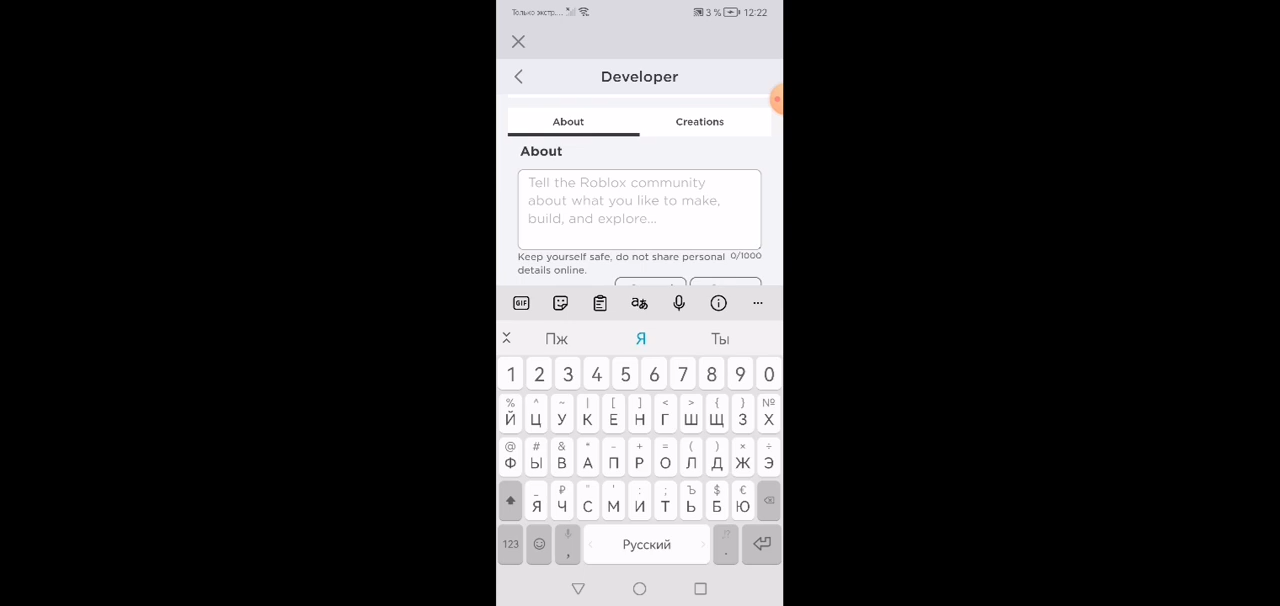 Только экстр...
3 % 12:22
Developer
About Creations
About
Tell the Roblox community
about what you like to make,
build, and explore...
Keep yourself safe, do not share personal 0/1000
details online.
GIF
Пж Я Ты
1 2 3 4 5 6 7 8 9 0
% ^ ~ | [ ] < > { } №
Й Ц У К Е Н Г Ш Щ З Х
@ # & * - + = ( ) × ÷
Ф Ы В А П Р О Л Д Ж Э
_ ₽ " ' : ; Ъ $ €
Я Ч С М И Т Ь Б Ю
123 , Русский .